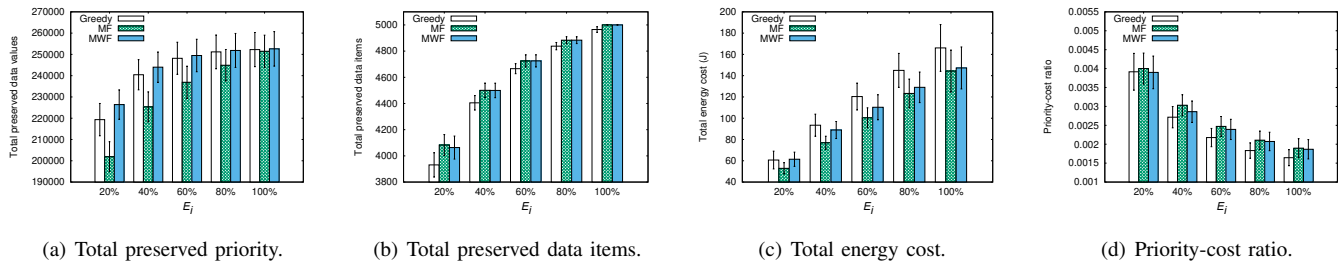 Total preserved data values
270000
260000
250000
240000
230000
220000
210000
200000
190000
Greedy
MF
MWF
20% 40% 60% 80% 100%
E_i
(a) Total preserved priority.
Total preserved data items
5000
4800
4600
4400
4200
4000
3800
Greedy
MF
MWF
20% 40% 60% 80% 100%
E_i
(b) Total preserved data items.
Total energy cost (J)
200
180
160
140
120
100
80
60
40
Greedy
MF
MWF
20% 40% 60% 80% 100%
E_i
(c) Total energy cost.
Priority-cost ratio
0.0055
0.005
0.0045
0.004
0.0035
0.003
0.0025
0.002
0.0015
0.001
Greedy
MF
MWF
20% 40% 60% 80% 100%
E_i
(d) Priority-cost ratio.